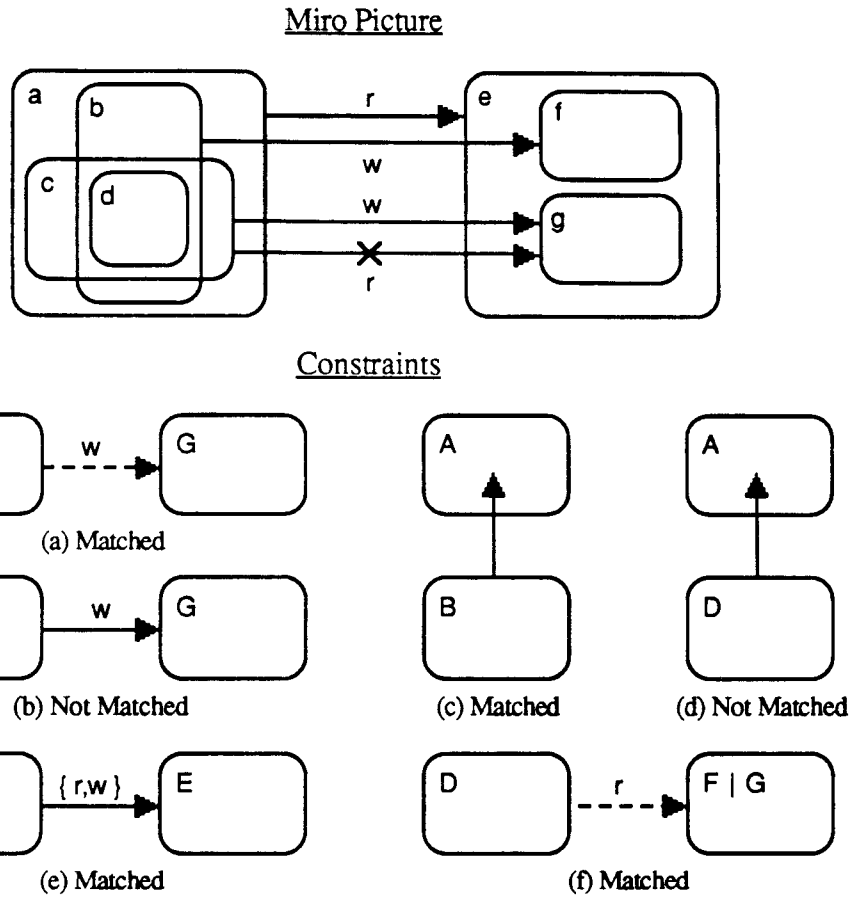 Miro Picture
a
b
c
d
r
w
w
r
e
f
g
Constraints
w
G
(a) Matched
w
G
(b) Not Matched
A
B
(c) Matched
A
D
(d) Not Matched
{ r,w }
E
(e) Matched
D
r
F | G
(f) Matched